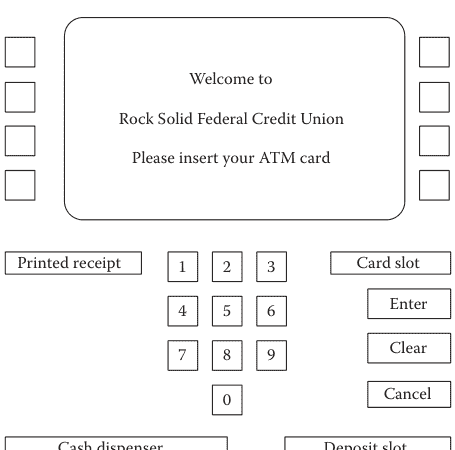 Welcome to
Rock Solid Federal Credit Union
Please insert your ATM card
Printed receipt
1 2 3
Card slot
4 5 6
Enter
7 8 9
Clear
0
Cancel
Cash dispenser
Deposit slot